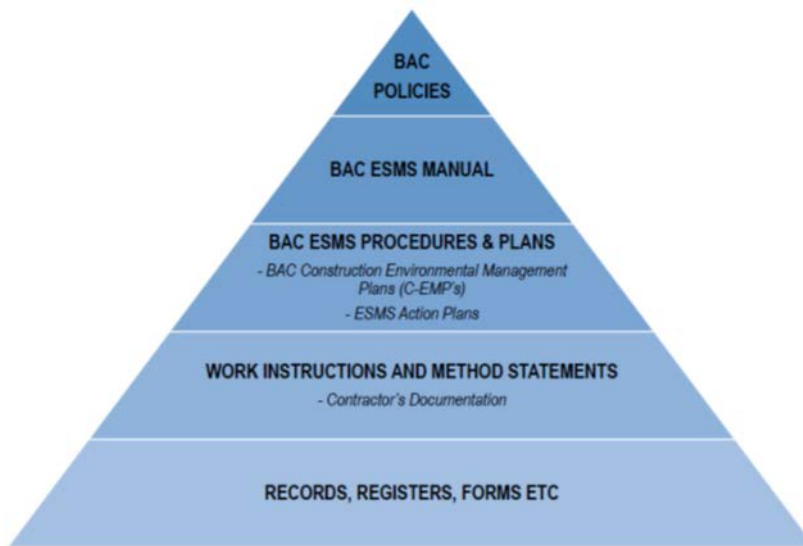 BAC
POLICIES
BAC ESMS MANUAL
BAC ESMS PROCEDURES & PLANS
- BAC Construction Environmental Management
Plans (C-EMP's)
- ESMS Action Plans
WORK INSTRUCTIONS AND METHOD STATEMENTS
- Contractor's Documentation
RECORDS, REGISTERS, FORMS ETC